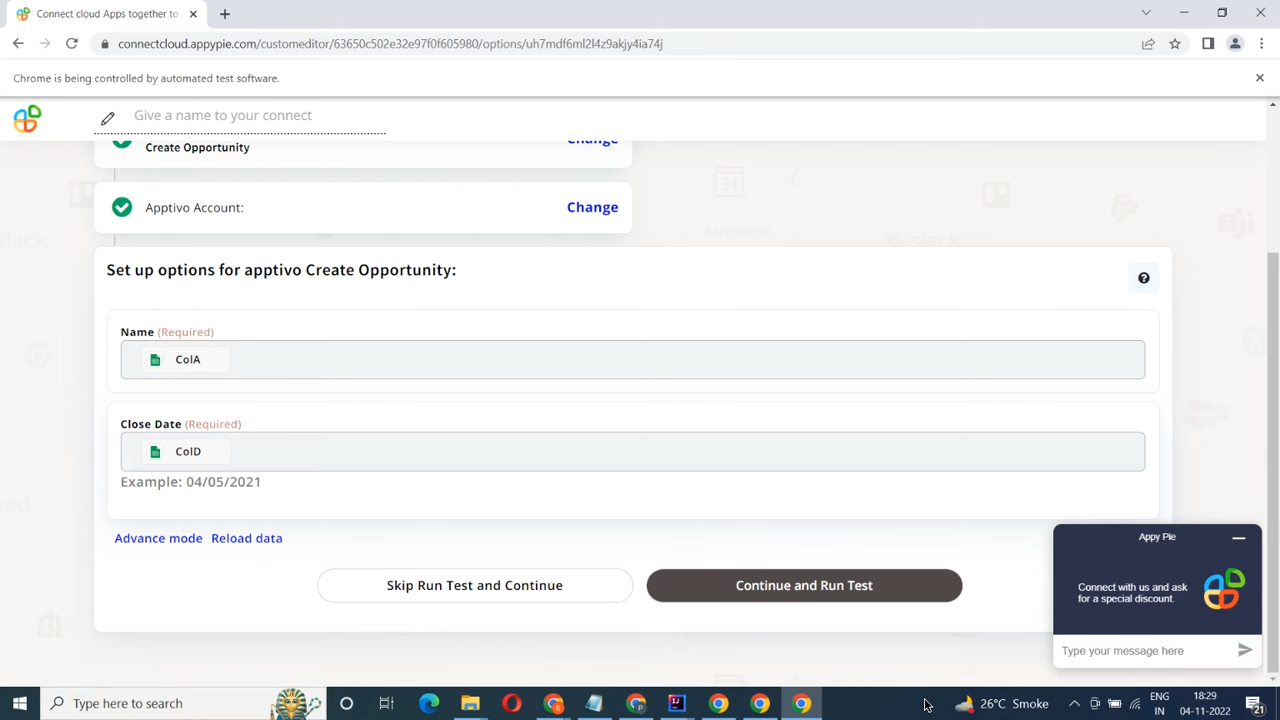 Connect cloud Apps together to
connectcloud.appypie.com/customeditor/63650c502e32e97f0f605980/options/uh7mdf6ml2l4z9akjy4ia74j
Chrome is being controlled by automated test software.
Give a name to your connect
Create Opportunity
Change
Apptivo Account:
Change
Set up options for apptivo Create Opportunity:
Name (Required)
ColA
Close Date (Required)
ColD
Example: 04/05/2021
Advance mode Reload data
Skip Run Test and Continue
Continue and Run Test
Appy Pie
Connect with us and ask
for a special discount.
Type your message here
Type here to search
26°C Smoke
ENG
IN
18:29
04-11-2022
21